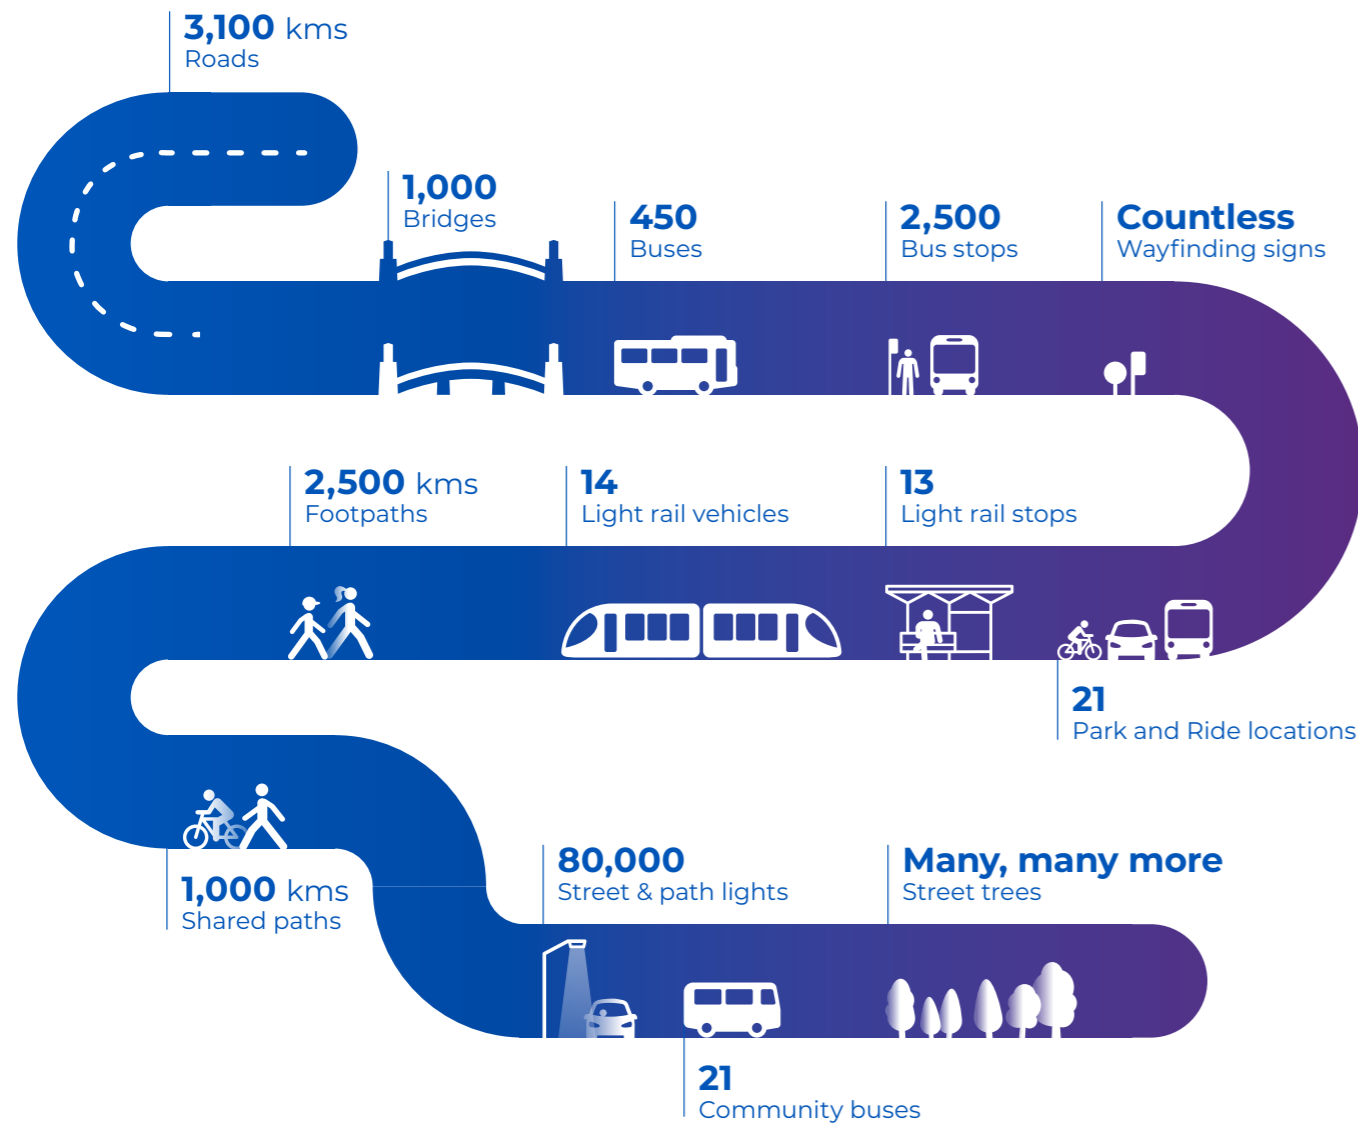 3,100 kms
Roads
1,000
Bridges
450
Buses
2,500
Bus stops
Countless
Wayfinding signs
2,500 kms
Footpaths
14
Light rail vehicles
13
Light rail stops
21
Park and Ride locations
1,000 kms
Shared paths
80,000
Street & path lights
Many, many more
Street trees
21
Community buses